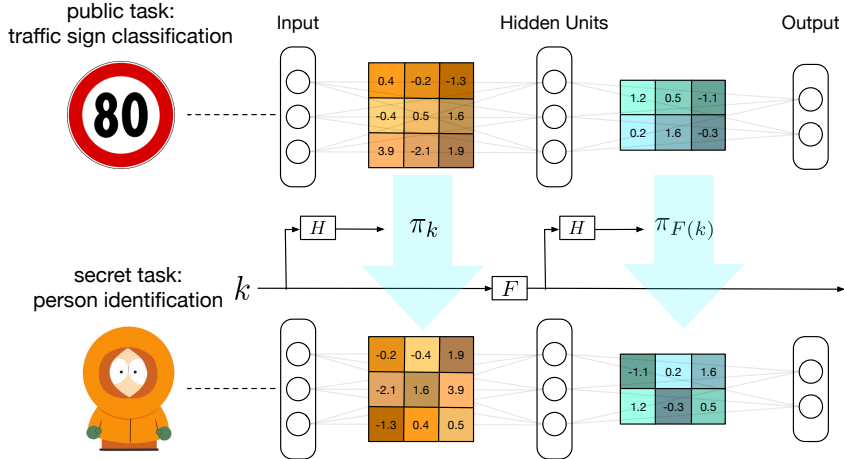 public task:
traffic sign classification
Input
Hidden Units
Output
80
0.4 -0.2 -1.3
-0.4 0.5 1.6
3.9 -2.1 1.9
1.2 0.5 -1.1
0.2 1.6 -0.3
H
π_k
H
π_{F(k)}
secret task:
person identification
k
F
-0.2 -0.4 1.9
-2.1 1.6 3.9
-1.3 0.4 0.5
-1.1 0.2 1.6
1.2 -0.3 0.5